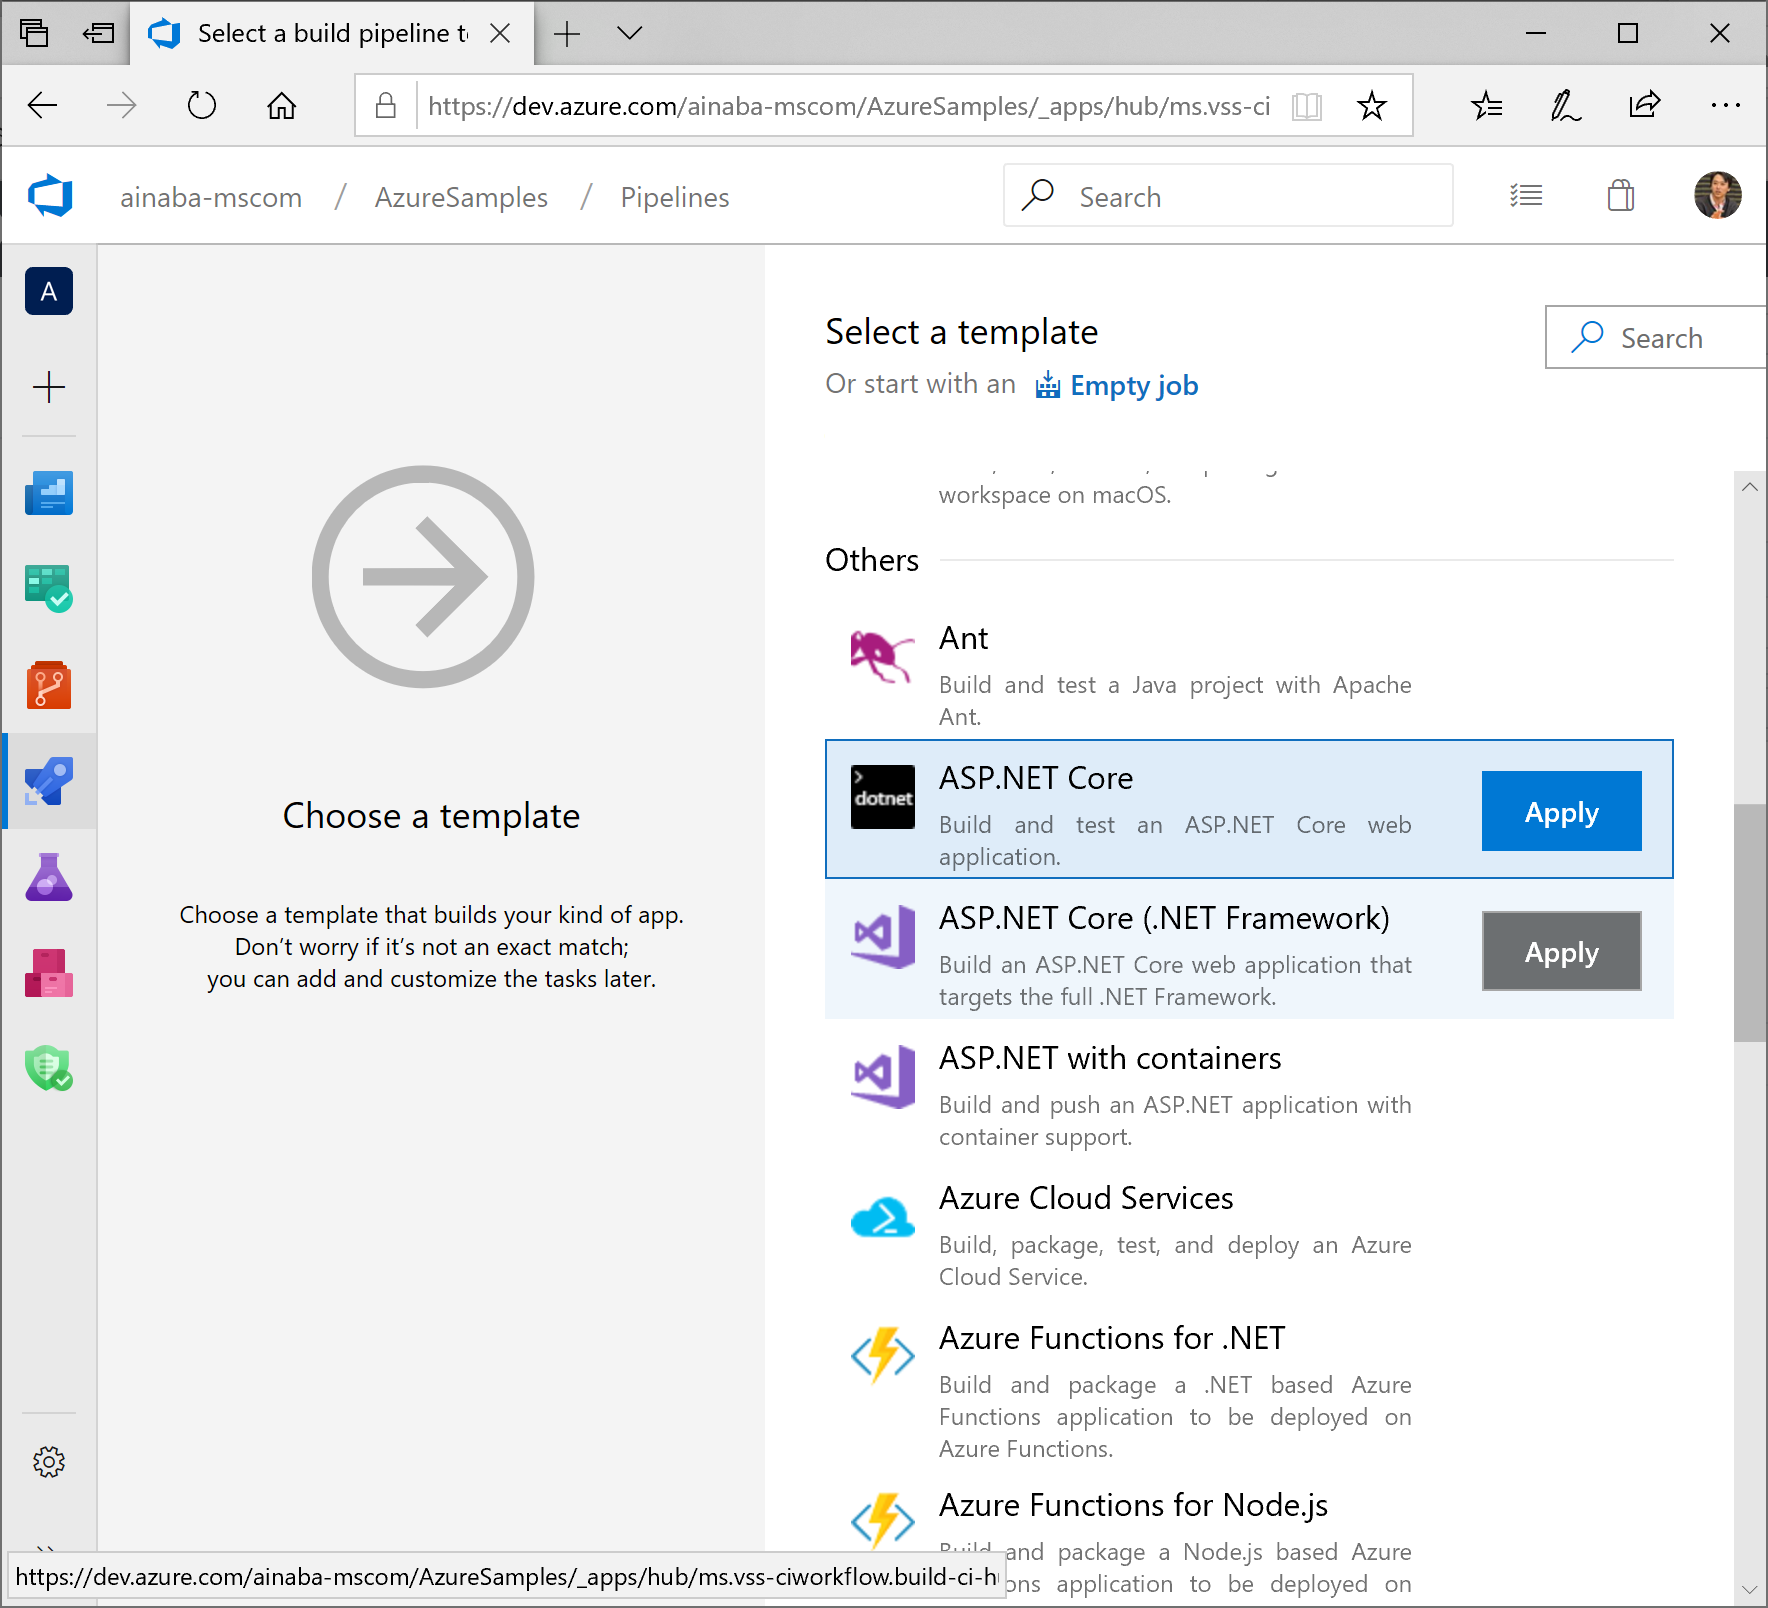 Select a build pipeline t
https://dev.azure.com/ainaba-mscom/AzureSamples/_apps/hub/ms.vss-ci
ainaba-mscom / AzureSamples / Pipelines
Search
A
Select a template
Search
Or start with an Empty job
workspace on macOS.
Others
Ant
Build and test a Java project with Apache
Ant.
dotnet
ASP.NET Core
Build and test an ASP.NET Core web
application.
Apply
Choose a template
Choose a template that builds your kind of app.
Don’t worry if it’s not an exact match;
you can add and customize the tasks later.
ASP.NET Core (.NET Framework)
Build an ASP.NET Core web application that
targets the full .NET Framework.
Apply
ASP.NET with containers
Build and push an ASP.NET application with
container support.
Azure Cloud Services
Build, package, test, and deploy an Azure
Cloud Service.
Azure Functions for .NET
Build and package a .NET based Azure
Functions application to be deployed on
Azure Functions.
Azure Functions for Node.js
Build and package a Node.js based Azure
ons application to be deployed on
https://dev.azure.com/ainaba-mscom/AzureSamples/_apps/hub/ms.vss-ciworkflow.build-ci-h